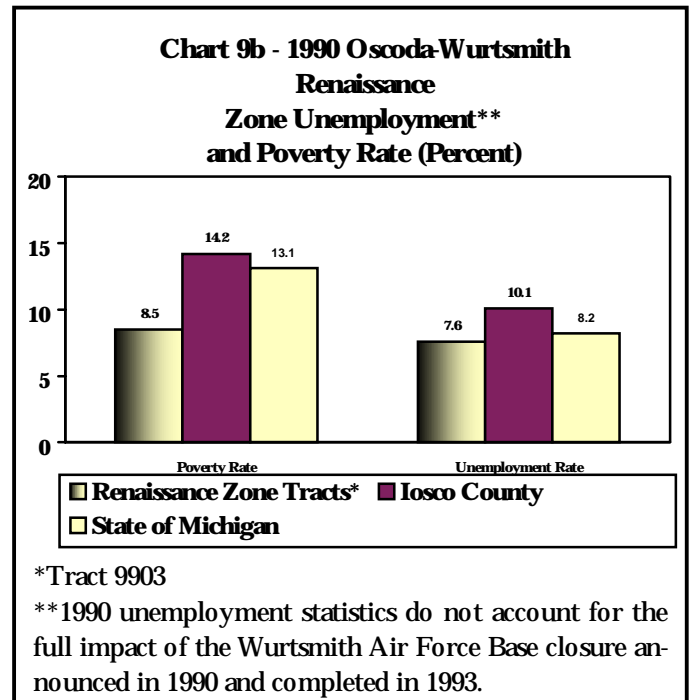 Chart 9b - 1990 Oscoda-Wurtsmith
Renaissance
Zone Unemployment**
and Poverty Rate (Percent)
20
15
10
5
0
8.5
14.2
13.1
7.6
10.1
8.2
Poverty Rate
Unemployment Rate
Renaissance Zone Tracts* Iosco County
State of Michigan
*Tract 9903
**1990 unemployment statistics do not account for the
full impact of the Wurtsmith Air Force Base closure an-
nounced in 1990 and completed in 1993.